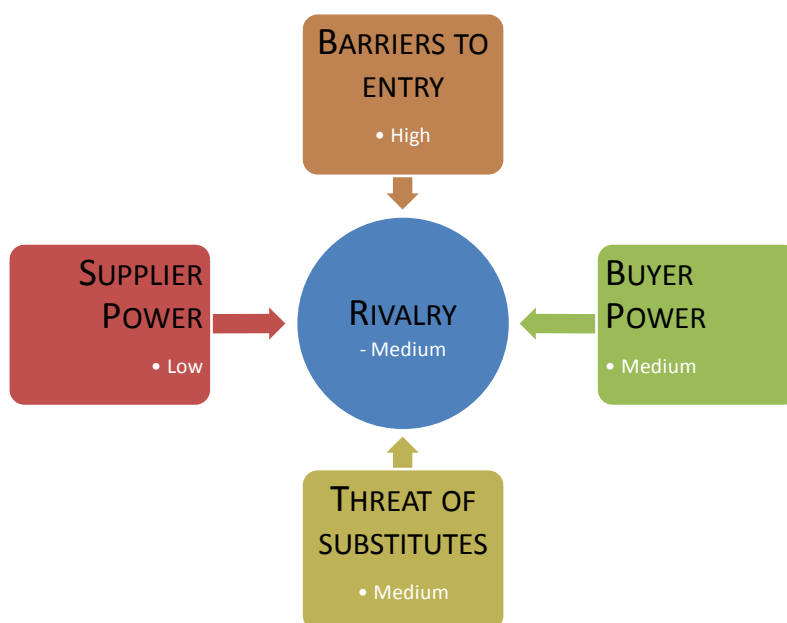 BARRIERS TO
ENTRY
• High
SUPPLIER
POWER
• Low
RIVALRY
- Medium
BUYER
POWER
• Medium
THREAT OF
SUBSTITUTES
• Medium